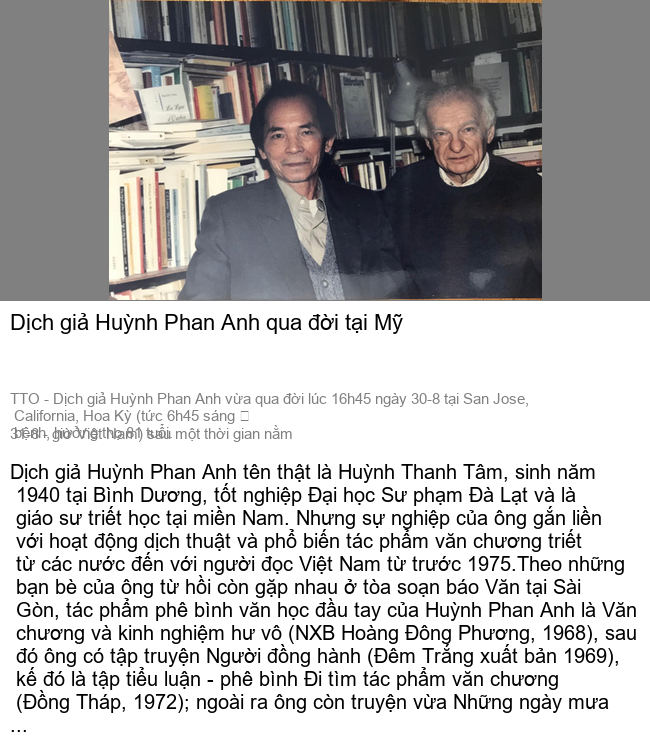 Dịch giả Huỳnh Phan Anh qua đời tại Mỹ
TTO - Dịch giả Huỳnh Phan Anh vừa qua đời lúc 16h45 ngày 30-8 tại San Jose,
California, Hoa Kỳ (tức 6h45 sáng
31-8 - giờ Việt Nam) sau một thời gian nằm
bệnh, hưởng thọ 81 tuổi
Dịch giả Huỳnh Phan Anh tên thật là Huỳnh Thanh Tâm, sinh năm
1940 tại Bình Dương, tốt nghiệp Đại học Sư phạm Đà Lạt và là
giáo sư triết học tại miền Nam. Nhưng sự nghiệp của ông gắn liền
với hoạt động dịch thuật và phổ biến tác phẩm văn chương triết
từ các nước đến với người đọc Việt Nam từ trước 1975.Theo những
bạn bè của ông từ hồi còn gặp nhau ở tòa soạn báo Văn tại Sài
Gòn, tác phẩm phê bình văn học đầu tay của Huỳnh Phan Anh là Văn
chương và kinh nghiệm hư vô (NXB Hoàng Đông Phương, 1968), sau
đó ông có tập truyện Người đồng hành (Đêm Trắng xuất bản 1969),
kế đó là tập tiểu luận - phê bình Đi tìm tác phẩm văn chương
(Đồng Tháp, 1972); ngoài ra ông còn truyện vừa Những ngày mưa
...